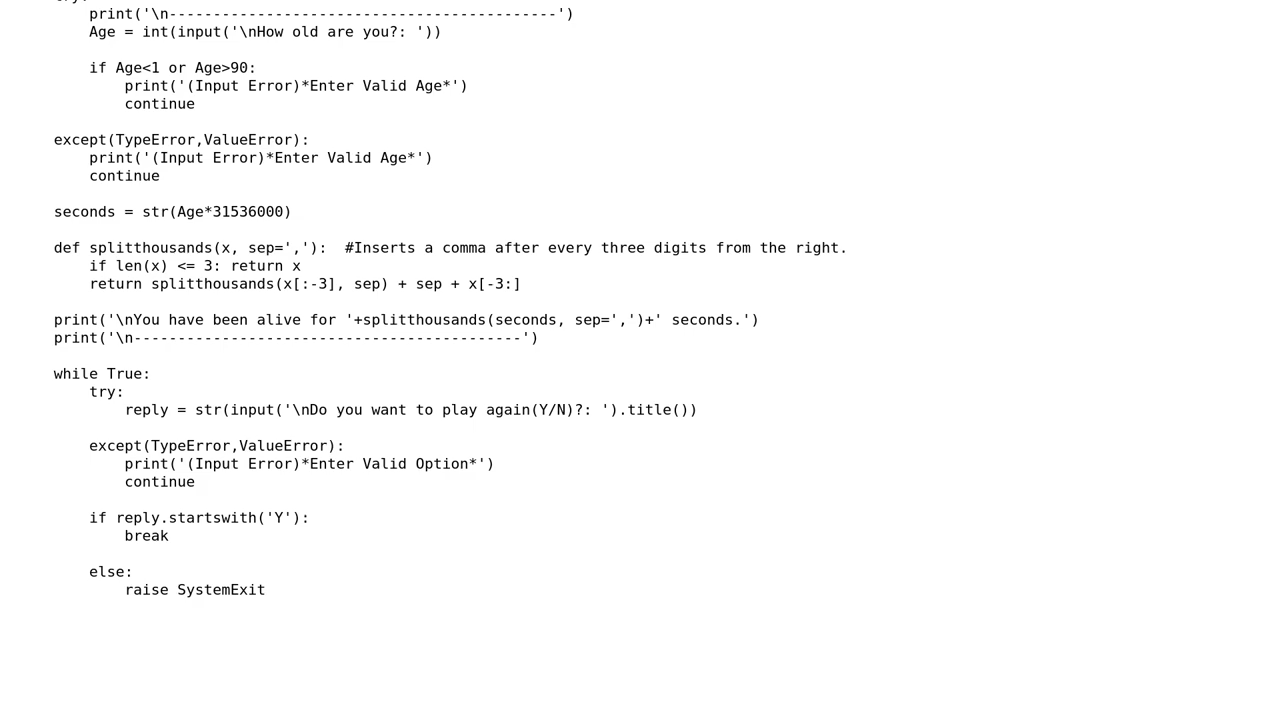 print('\n--------------------------------------------')
Age = int(input('\nHow old are you?: '))
if Age<1 or Age>90:
print('(Input Error)*Enter Valid Age*')
continue
except(TypeError,ValueError):
print('(Input Error)*Enter Valid Age*')
continue
seconds = str(Age*31536000)
def splitthousands(x, sep=','):  #Inserts a comma after every three digits from the right.
if len(x) <= 3: return x
return splitthousands(x[:-3], sep) + sep + x[-3:]
print('\nYou have been alive for '+splitthousands(seconds, sep=',')+' seconds.')
print('\n--------------------------------------------')
while True:
try:
reply = str(input('\nDo you want to play again(Y/N)?: ').title())
except(TypeError,ValueError):
print('(Input Error)*Enter Valid Option*')
continue
if reply.startswith('Y'):
break
else:
raise SystemExit